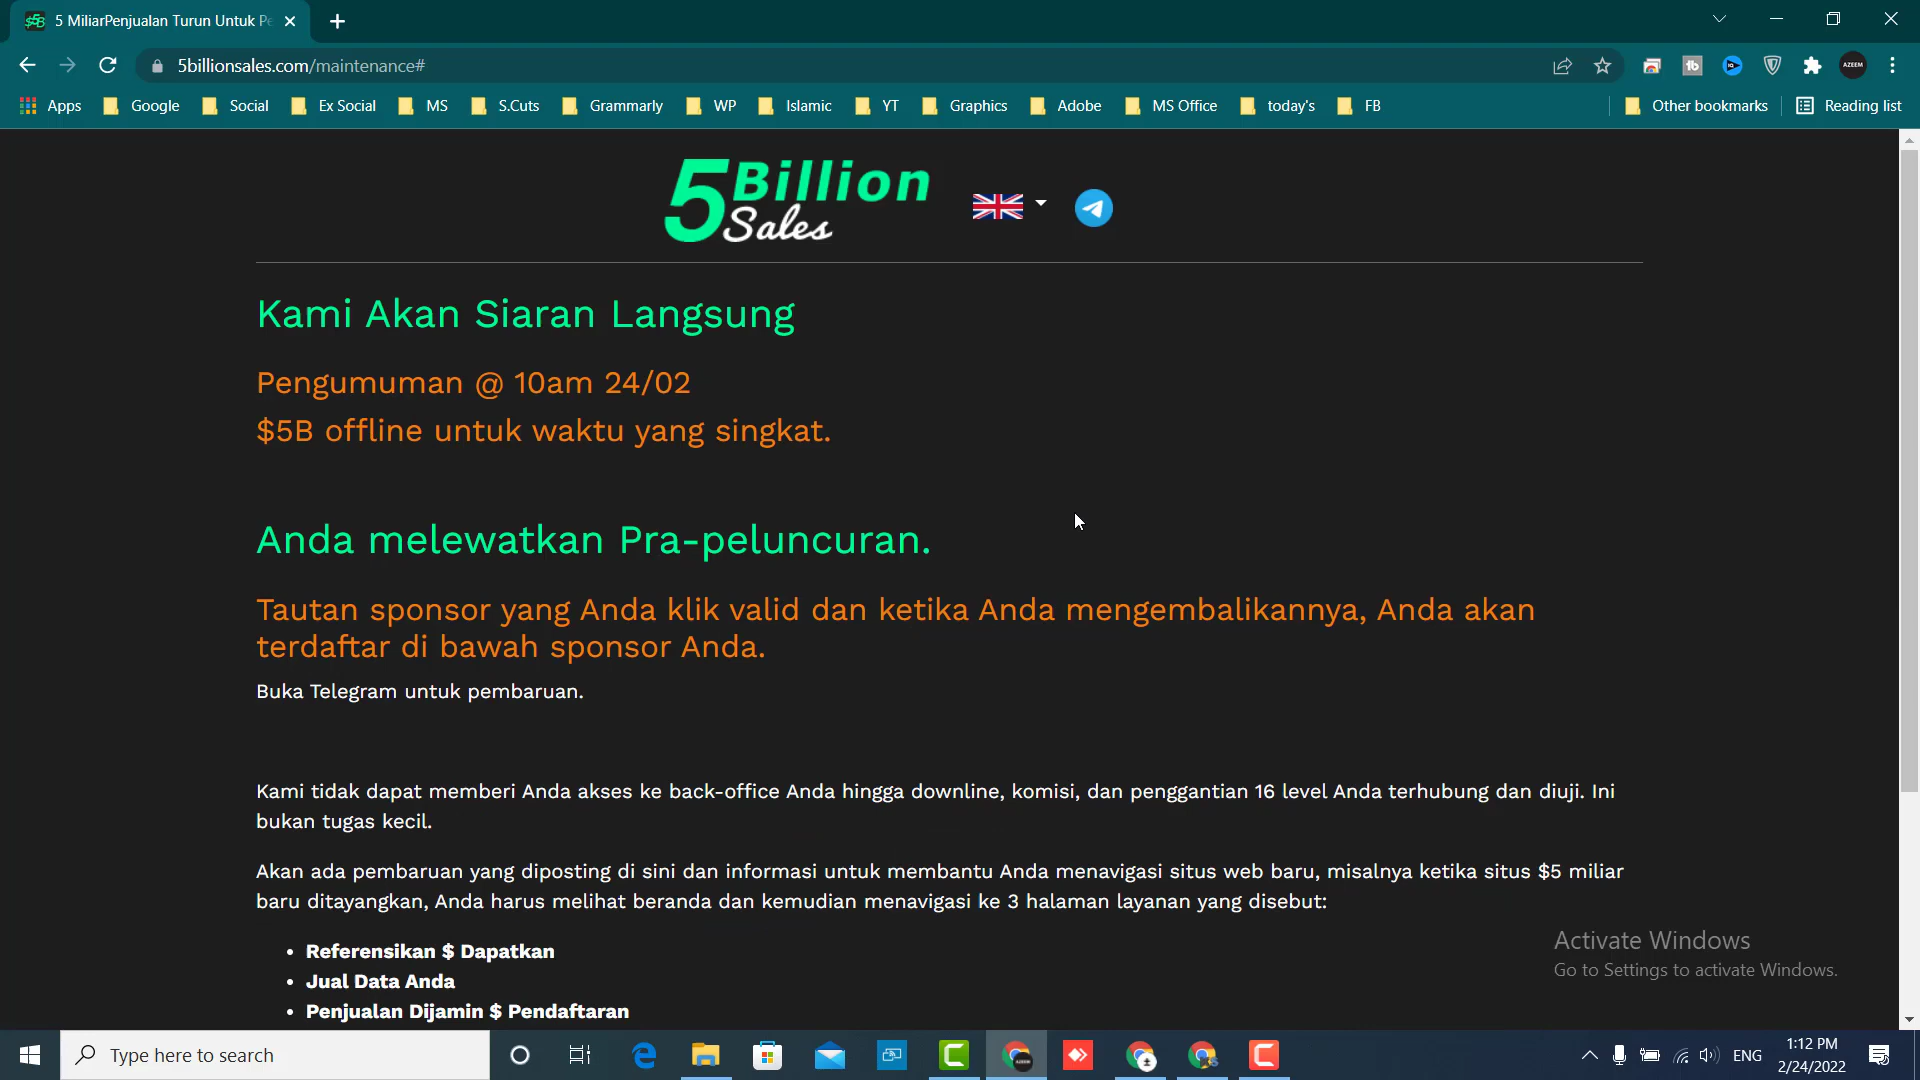 5 MiliarPenjualan Turun Untuk Pe
5billionsales.com/maintenance#
AZEEM
Apps
Google
Social
Ex Social
MS
S.Cuts
Grammarly
WP
Islamic
YT
Graphics
Adobe
MS Office
today's
FB
Other bookmarks
Reading list
5 Billion
Sales
Kami Akan Siaran Langsung
Pengumuman @ 10am 24/02
$5B offline untuk waktu yang singkat.
Anda melewatkan Pra-peluncuran.
Tautan sponsor yang Anda klik valid dan ketika Anda mengembalikannya, Anda akan
terdaftar di bawah sponsor Anda.
Buka Telegram untuk pembaruan.
Kami tidak dapat memberi Anda akses ke back-office Anda hingga downline, komisi, dan penggantian 16 level Anda terhubung dan diuji. Ini
bukan tugas kecil.
Akan ada pembaruan yang diposting di sini dan informasi untuk membantu Anda menavigasi situs web baru, misalnya ketika situs $5 miliar
baru ditayangkan, Anda harus melihat beranda dan kemudian menavigasi ke 3 halaman layanan yang disebut:
• Referensikan $ Dapatkan
• Jual Data Anda
• Penjualan Dijamin $ Pendaftaran
Activate Windows
Go to Settings to activate Windows.
Type here to search
ENG
1:12 PM
2/24/2022